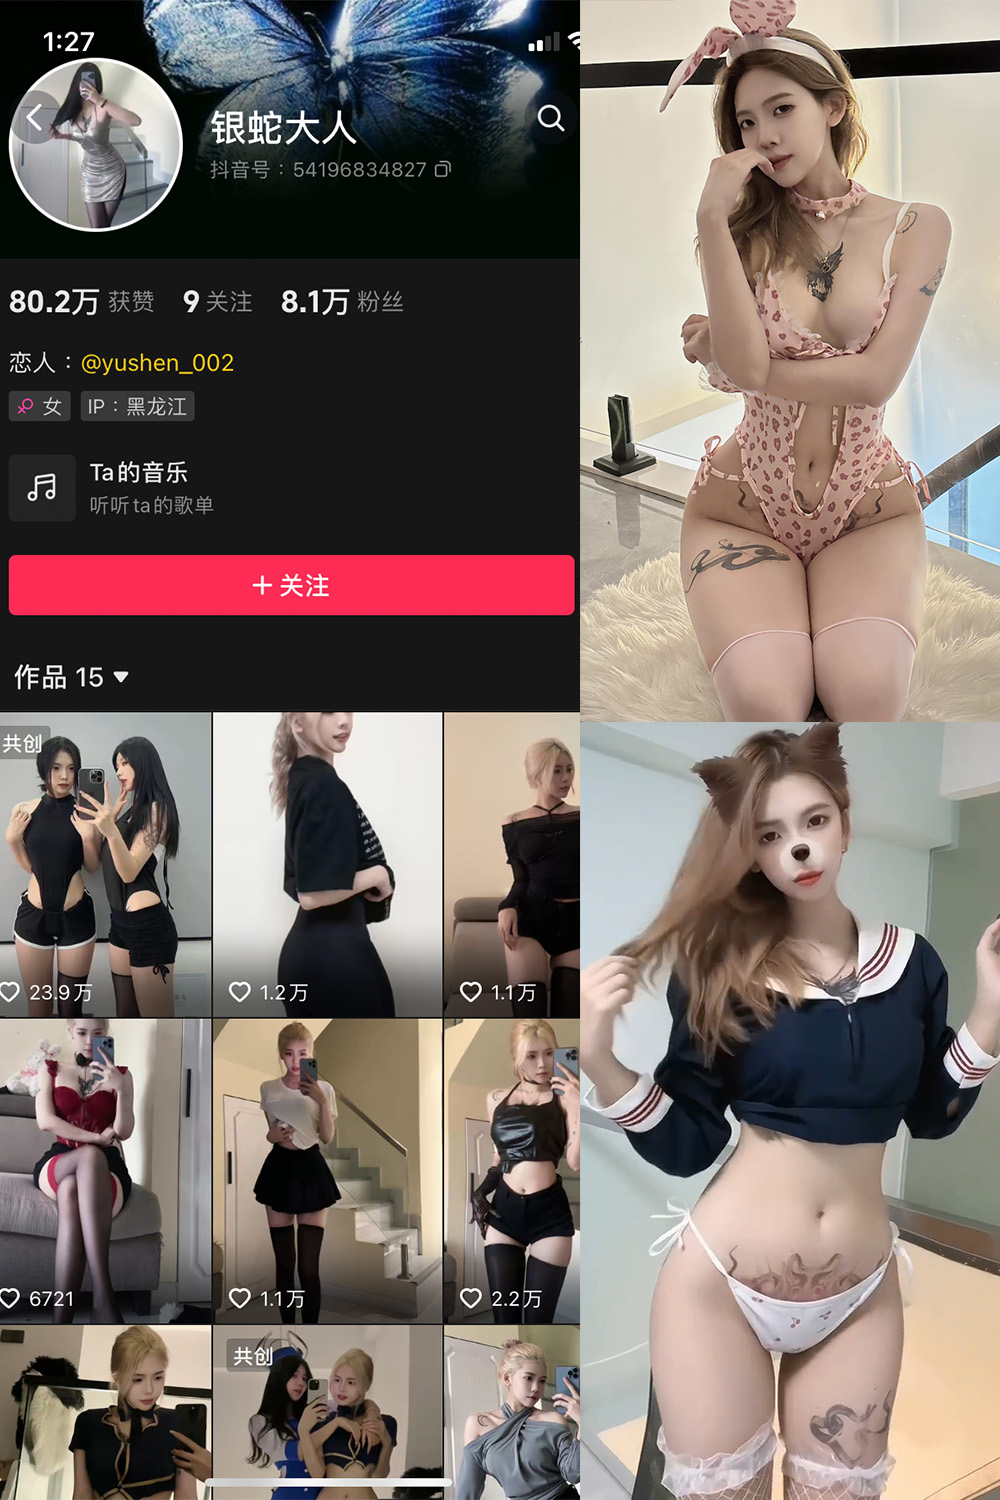 1:27
银蛇大人
抖音号：54196834827
80.2万 获赞 9 关注 8.1万 粉丝
恋人：@yushen_002
女 IP：黑龙江
Ta的音乐
听听ta的歌单
+ 关注
作品 15
共创
23.9万
1.2万
1.1万
6721
1.1万
2.2万
共创